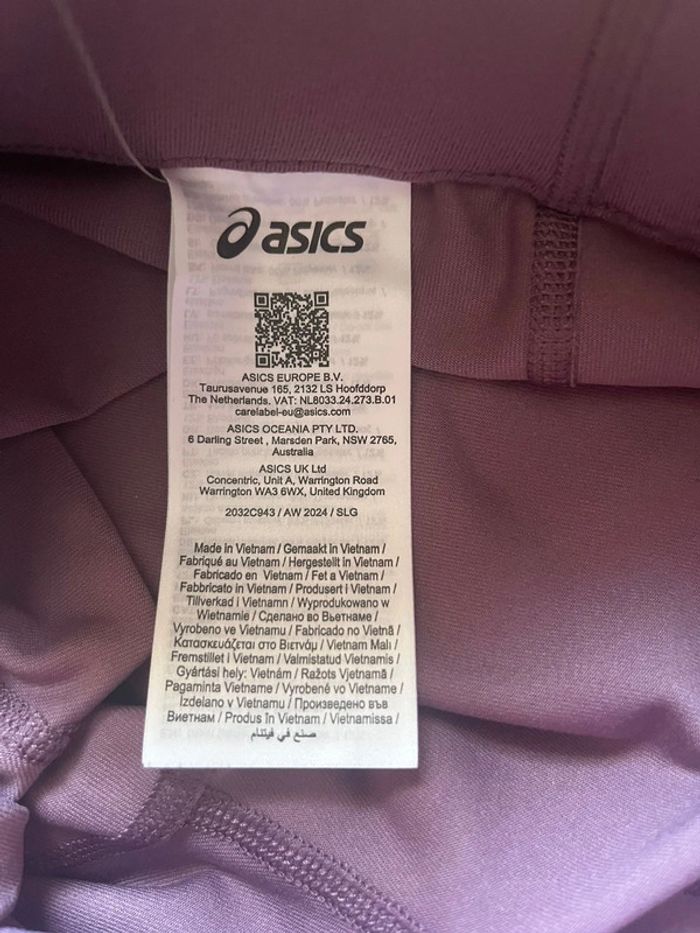 asics
ASICS EUROPE B.V.
Taurusavenue 165, 2132 LS Hoofddorp
The Netherlands. VAT: NL8033.24.273.B.01
carelabel-eu@asics.com
ASICS OCEANIA PTY LTD.
6 Darling Street , Marsden Park, NSW 2765,
Australia
ASICS UK Ltd
Concentric, Unit A, Warrington Road
Warrington WA3 6WX, United Kingdom
2032C943 / AW 2024 / SLG
Made in Vietnam / Gemaakt in Vietnam /
Fabriqué au Vietnam / Hergestellt in Vietnam /
Fabricado en Vietnam / Fet a Vietnam /
Fabbricato in Vietnam / Produsert i Vietnam /
Tillverkad i Vietnamn / Wyprodukowano w
Wietnamie / Сделано во Вьетнаме /
Vyrobeno ve Vietnamu / Fabricado no Vietnã /
Κατασκευάζεται στο Βιετνάμ / Vietnam Malı /
Fremstillet i Vietnam / Valmistatud Vietnamis /
Gyártási hely: Vietnám / Ražots Vjetnamā /
Pagaminta Vietname / Vyrobené vo Vietname /
Izdelano v Vietnamu / Произведено във
Виетнам / Produs în Vietnam / Vietnamissa /
صنع في فيتنام